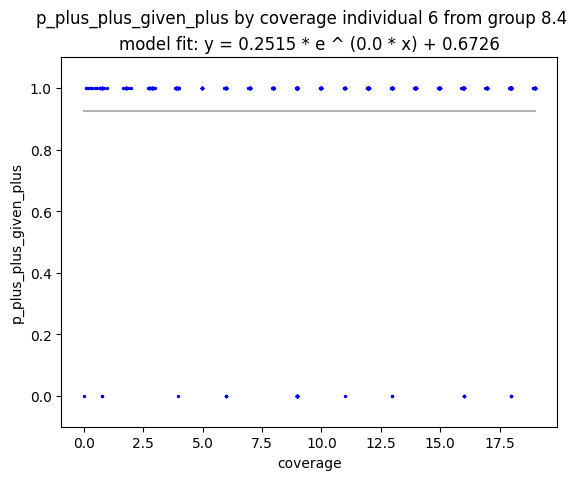 p_plus_plus_given_plus by coverage individual 6 from group 8.4
model fit: y = 0.2515 * e ^ (0.0 * x) + 0.6726
1.0
0.8
0.6
0.4
0.2
0.0
p_plus_plus_given_plus
0.0 2.5 5.0 7.5 10.0 12.5 15.0 17.5
coverage